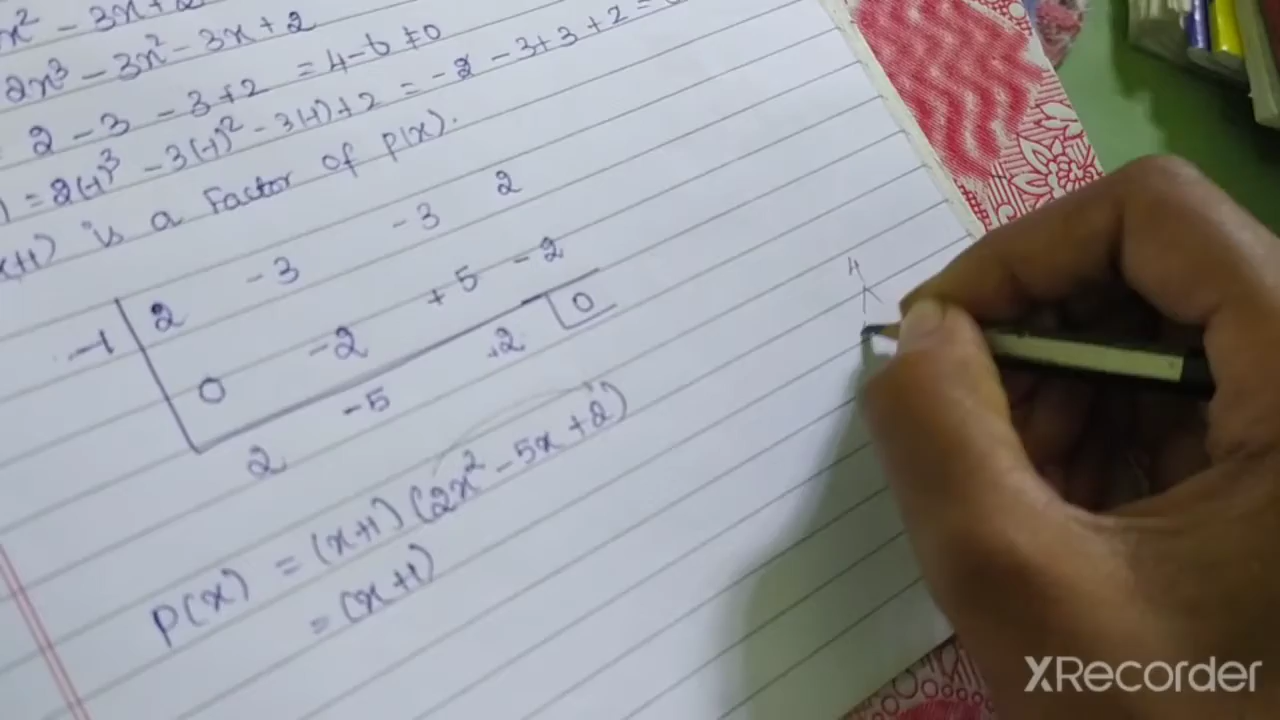 x² - 3x + 2
2x³ - 3x² - 3x + 2
2 - 3 - 3 + 2 = 4 - 6 ≠ 0
) = 2(-1)³ - 3(-1)² - 3(-1) + 2 = -2 - 3 + 3 + 2 =
x+1) is a Factor of p(x).
-1 2 -3 -3 2
0 -2 +5 -2
2 -5 +2 0
4
P(x) = (x+1) (2x² - 5x + 2)
= (x+1)
XRecorder